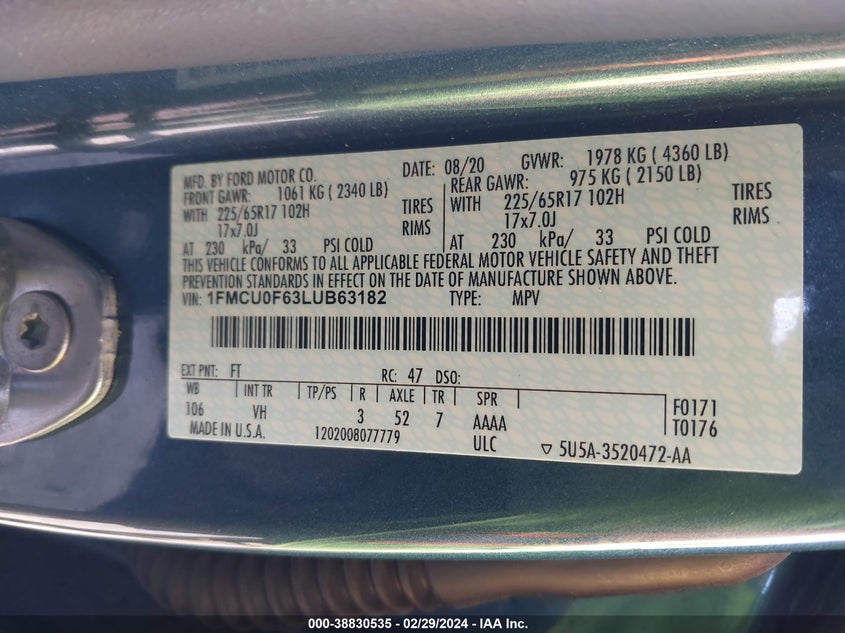 MFD. BY FORD MOTOR CO. DATE: 08/20 GVWR: 1978 KG ( 4360 LB)
FRONT GAWR: 1061 KG ( 2340 LB) REAR GAWR: 975 KG ( 2150 LB)
WITH 225/65R17 102H TIRES WITH 225/65R17 102H TIRES
17x7.0J RIMS 17x7.0J RIMS
AT 230 kPa/ 33 PSI COLD AT 230 kPa/ 33 PSI COLD
THIS VEHICLE CONFORMS TO ALL APPLICABLE FEDERAL MOTOR VEHICLE SAFETY AND THEFT
PREVENTION STANDARDS IN EFFECT ON THE DATE OF MANUFACTURE SHOWN ABOVE.
VIN: 1FMCU0F63LUB63182 TYPE: MPV
EXT PNT: FT RC: 47 DSO:
WB INT TR TP/PS R AXLE TR SPR F0171
106 VH 3 52 7 AAAA T0176
MADE IN U.S.A. 1202008077779 ULC ▽ 5U5A-3520472-AA
000-38830535 - 02/29/2024 - IAA Inc.